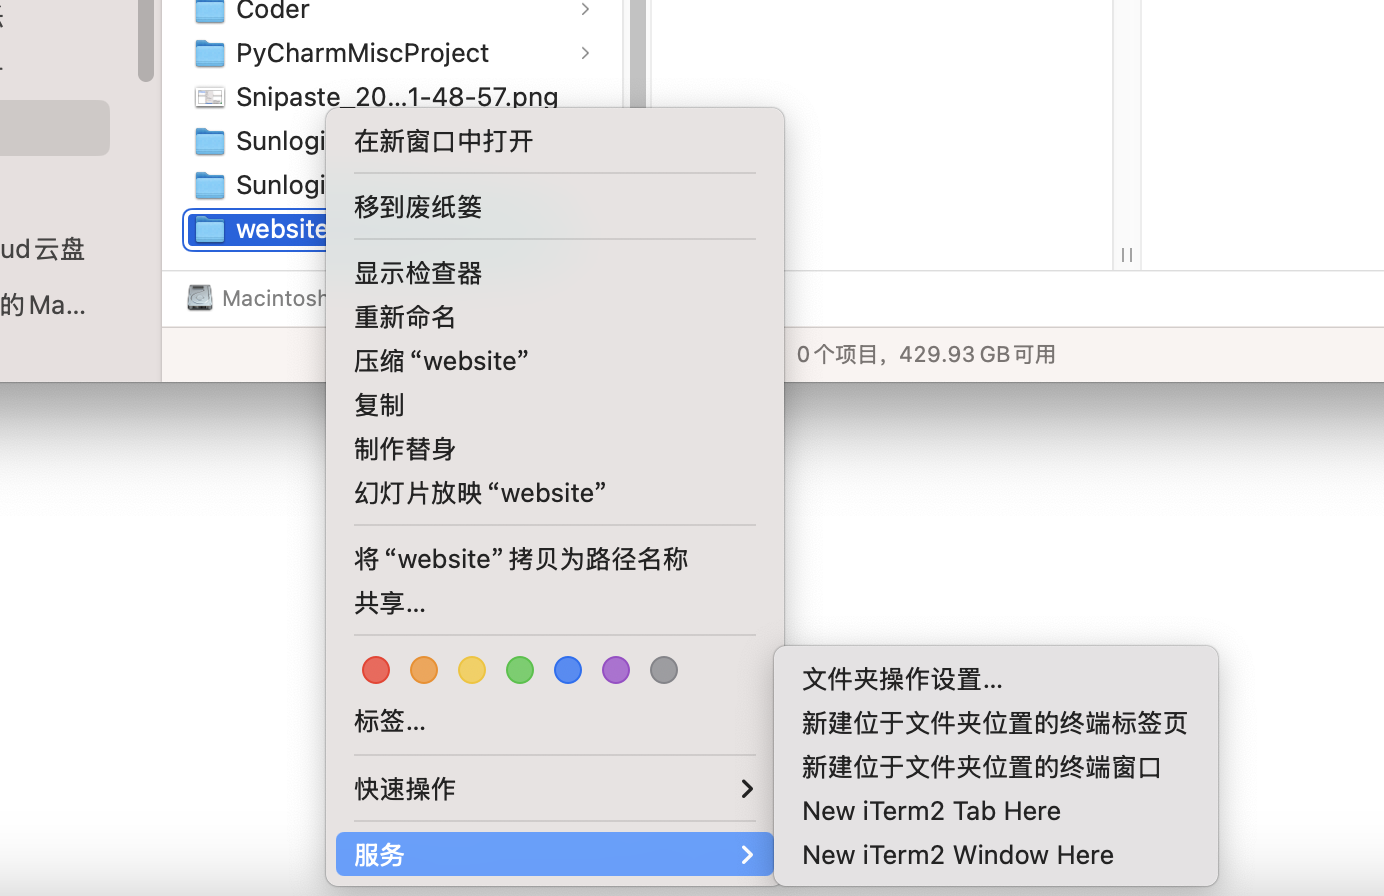 Coder
PyCharmMiscProject
Snipaste_20...1-48-57.png
Sunlogi
Sunlogi
website
ud云盘
的Ma...
Macintosh
0个项目，429.93 GB可用
在新窗口中打开
移到废纸篓
显示检查器
重新命名
压缩“website”
复制
制作替身
幻灯片放映“website”
将“website”拷贝为路径名称
共享...
标签...
快速操作
服务
文件夹操作设置...
新建位于文件夹位置的终端标签页
新建位于文件夹位置的终端窗口
New iTerm2 Tab Here
New iTerm2 Window Here